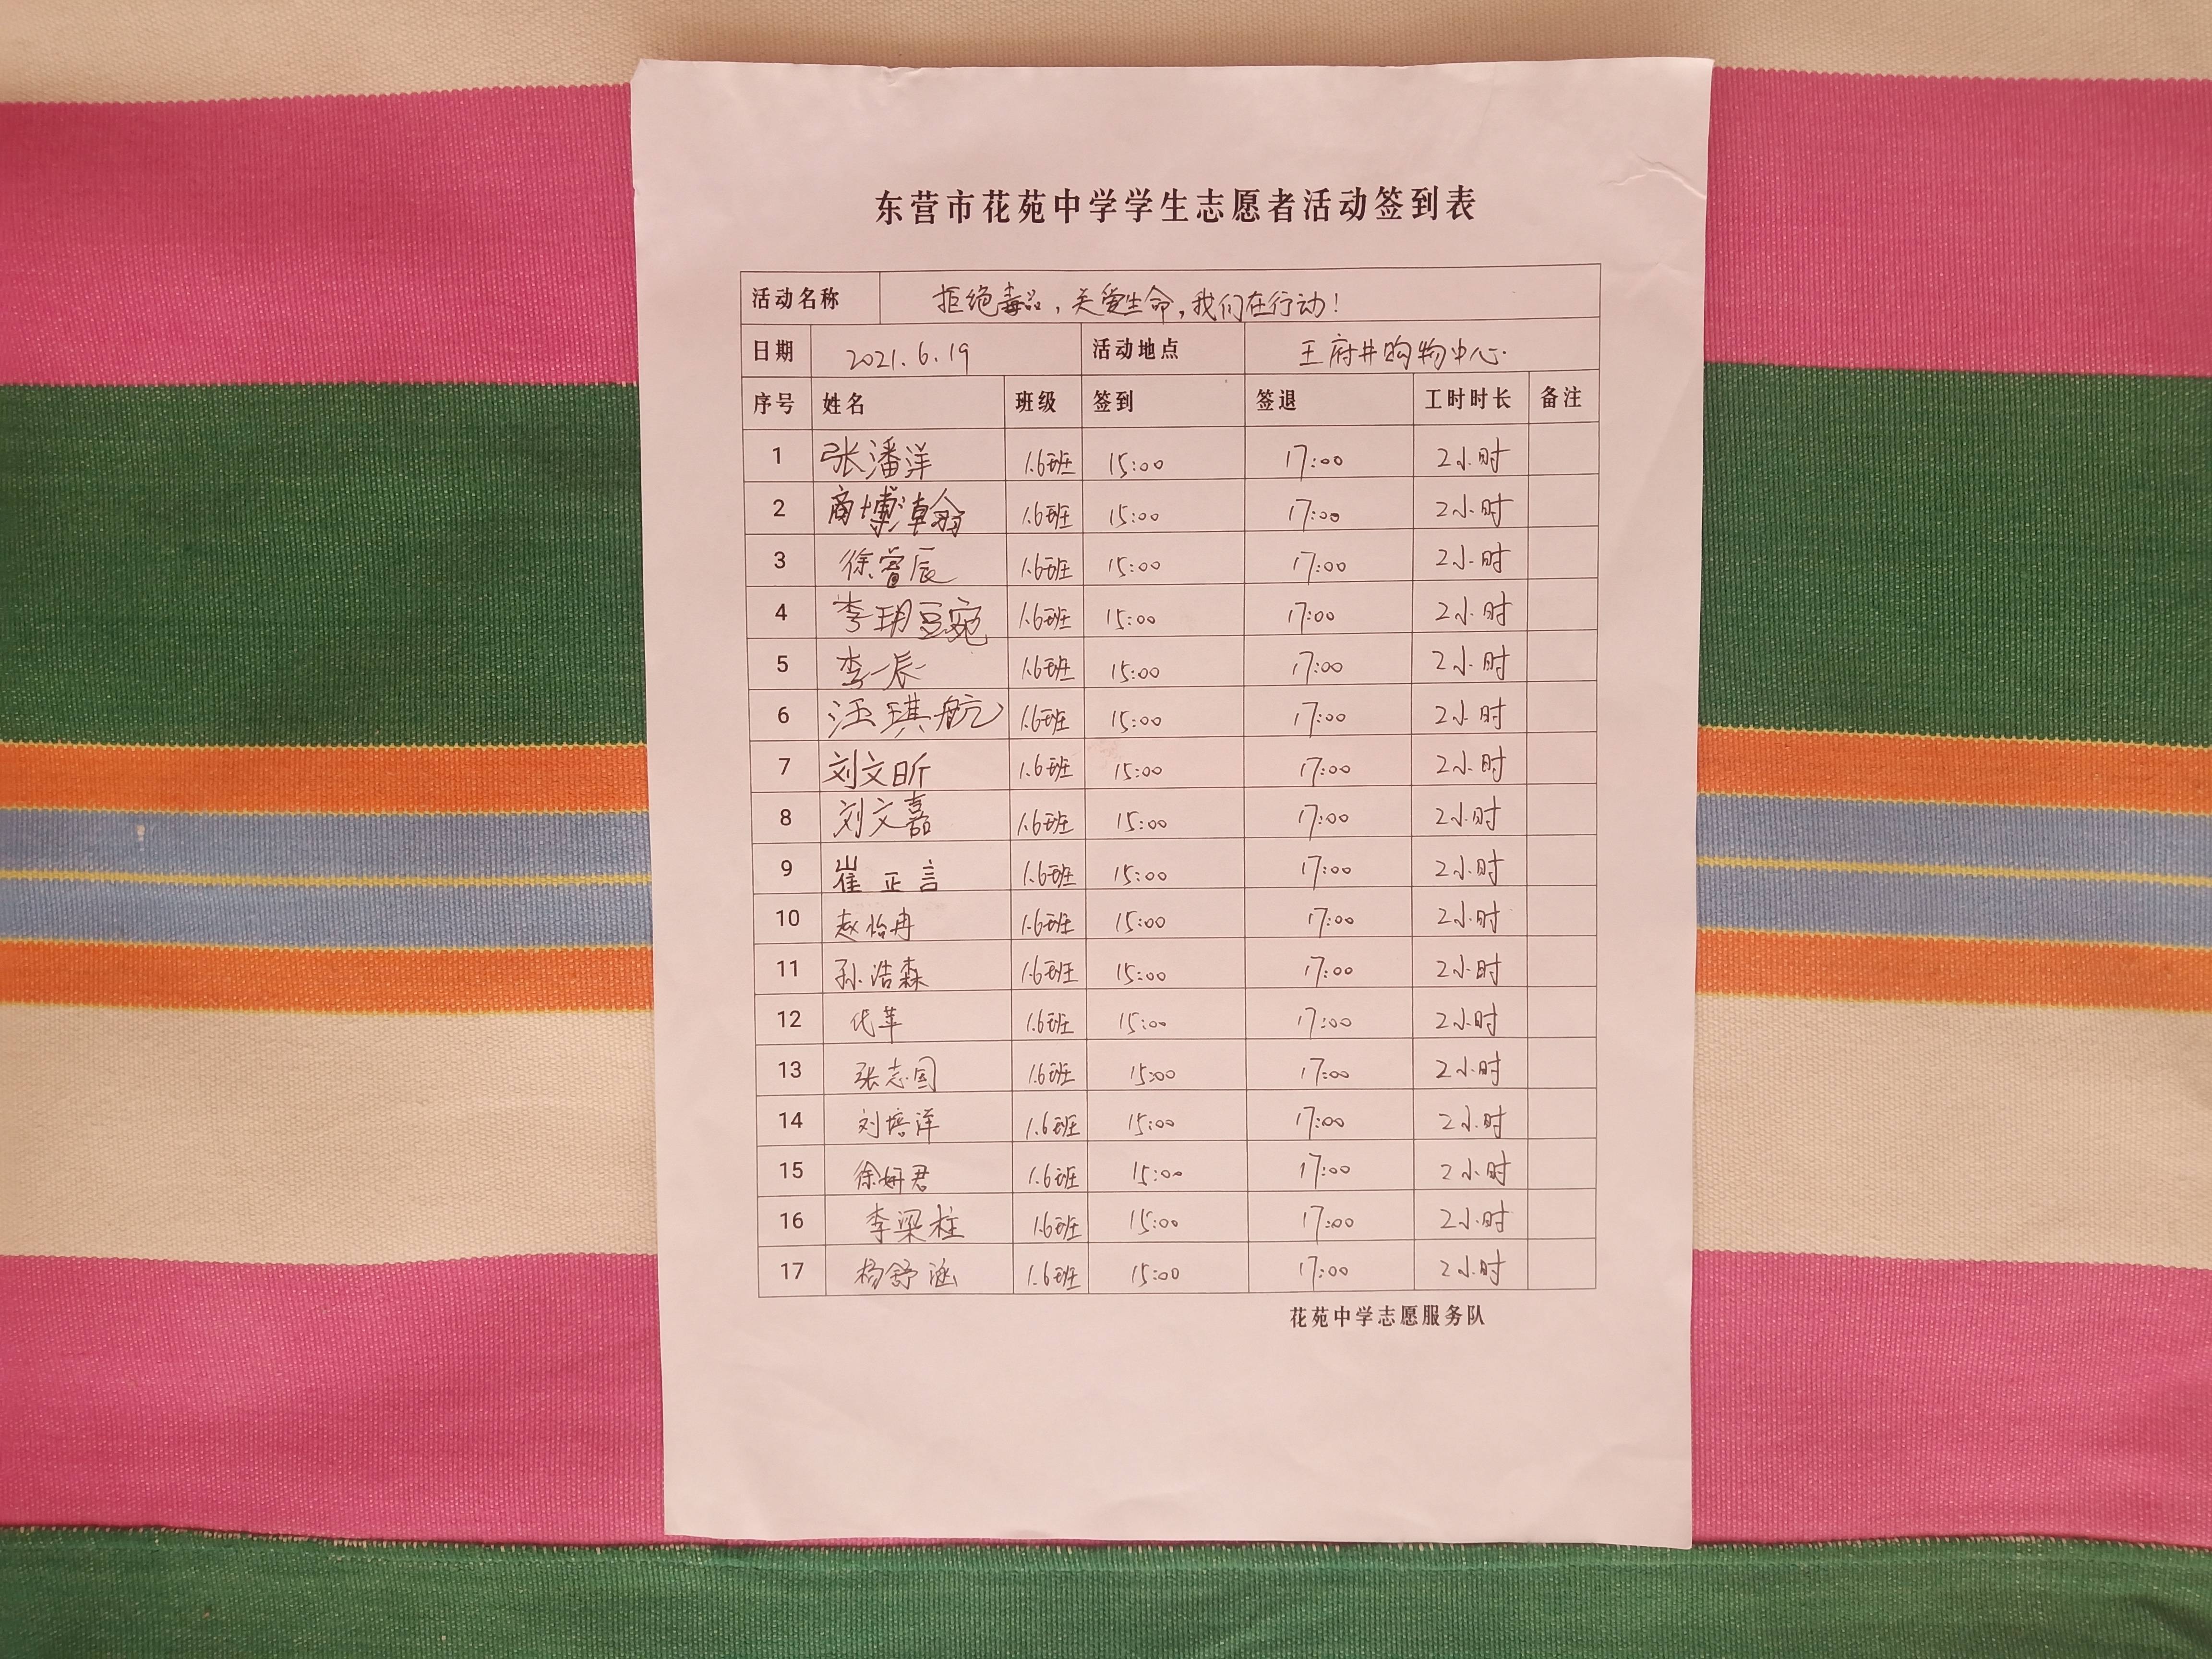 东营市花苑中学学生志愿者活动签到表
活动名称 拒绝毒品，关爱生命，我们在行动！
日期 2021.6.19 活动地点 王府井购物中心.
序号 姓名 班级 签到 签退 工时时长 备注
1 张潘洋 1.6班 15:00 17:00 2小时
2 商博瀚 1.6班 15:00 17:00 2小时
3 徐睿辰 1.6班 15:00 17:00 2小时
4 李玥豌 1.6班 15:00 17:00 2小时
5 李一辰 1.6班 15:00 17:00 2小时
6 汪琪航 1.6班 15:00 17:00 2小时
7 刘文昕 1.6班 15:00 17:00 2小时
8 刘文嘉 1.6班 15:00 17:00 2小时
9 崔正言 1.6班 15:00 17:00 2小时
10 赵怡冉 1.6班 15:00 17:00 2小时
11 孙浩森 1.6班 15:00 17:00 2小时
12 1.6班 15:00 17:00 2小时
13 张志国 1.6班 15:00 17:00 2小时
14 刘培洋 1.6班 15:00 17:00 2小时
15 徐妍君 1.6班 15:00 17:00 2小时
16 李梁柱 1.6班 15:00 17:00 2小时
17 杨舒涵 1.6班 15:00 17:00 2小时
花苑中学志愿服务队